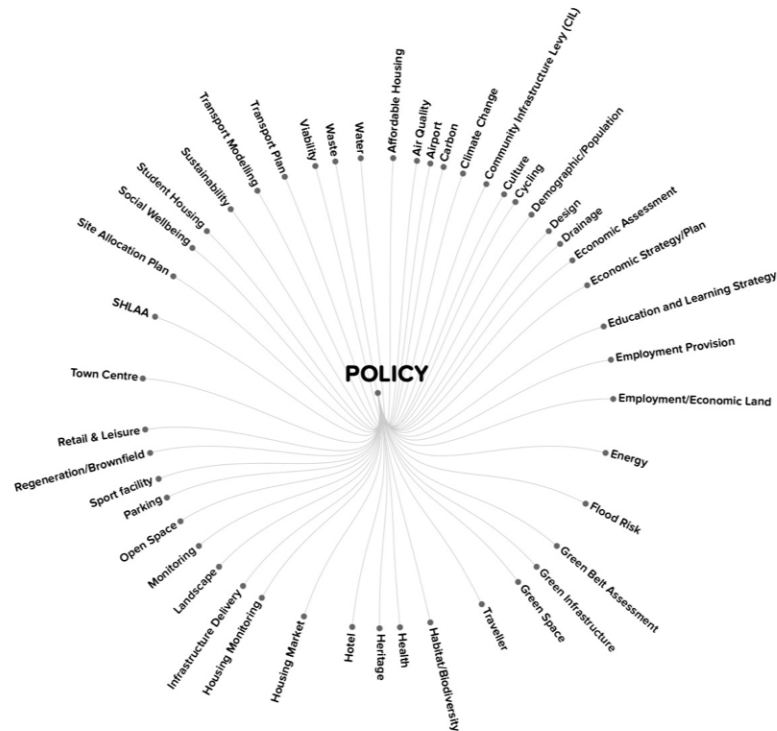 POLICY
Affordable Housing
Air Quality
Airport
Carbon
Climate Change
Community Infrastructure Levy (CIL)
Culture
Cycling
Demographic/Population
Design
Drainage
Economic Assessment
Economic Strategy/Plan
Education and Learning Strategy
Employment Provision
Employment/Economic Land
Energy
Flood Risk
Green Belt Assessment
Green Infrastructure
Green Space
Traveller
Habitat/Biodiversity
Health
Heritage
Hotel
Housing Market
Housing Monitoring
Infrastructure Delivery
Landscape
Monitoring
Open Space
Parking
Sport facility
Regeneration/Brownfield
Retail & Leisure
Town Centre
SHLAA
Site Allocation Plan
Social Wellbeing
Student Housing
Sustainability
Transport Modelling
Transport Plan
Viability
Waste
Water